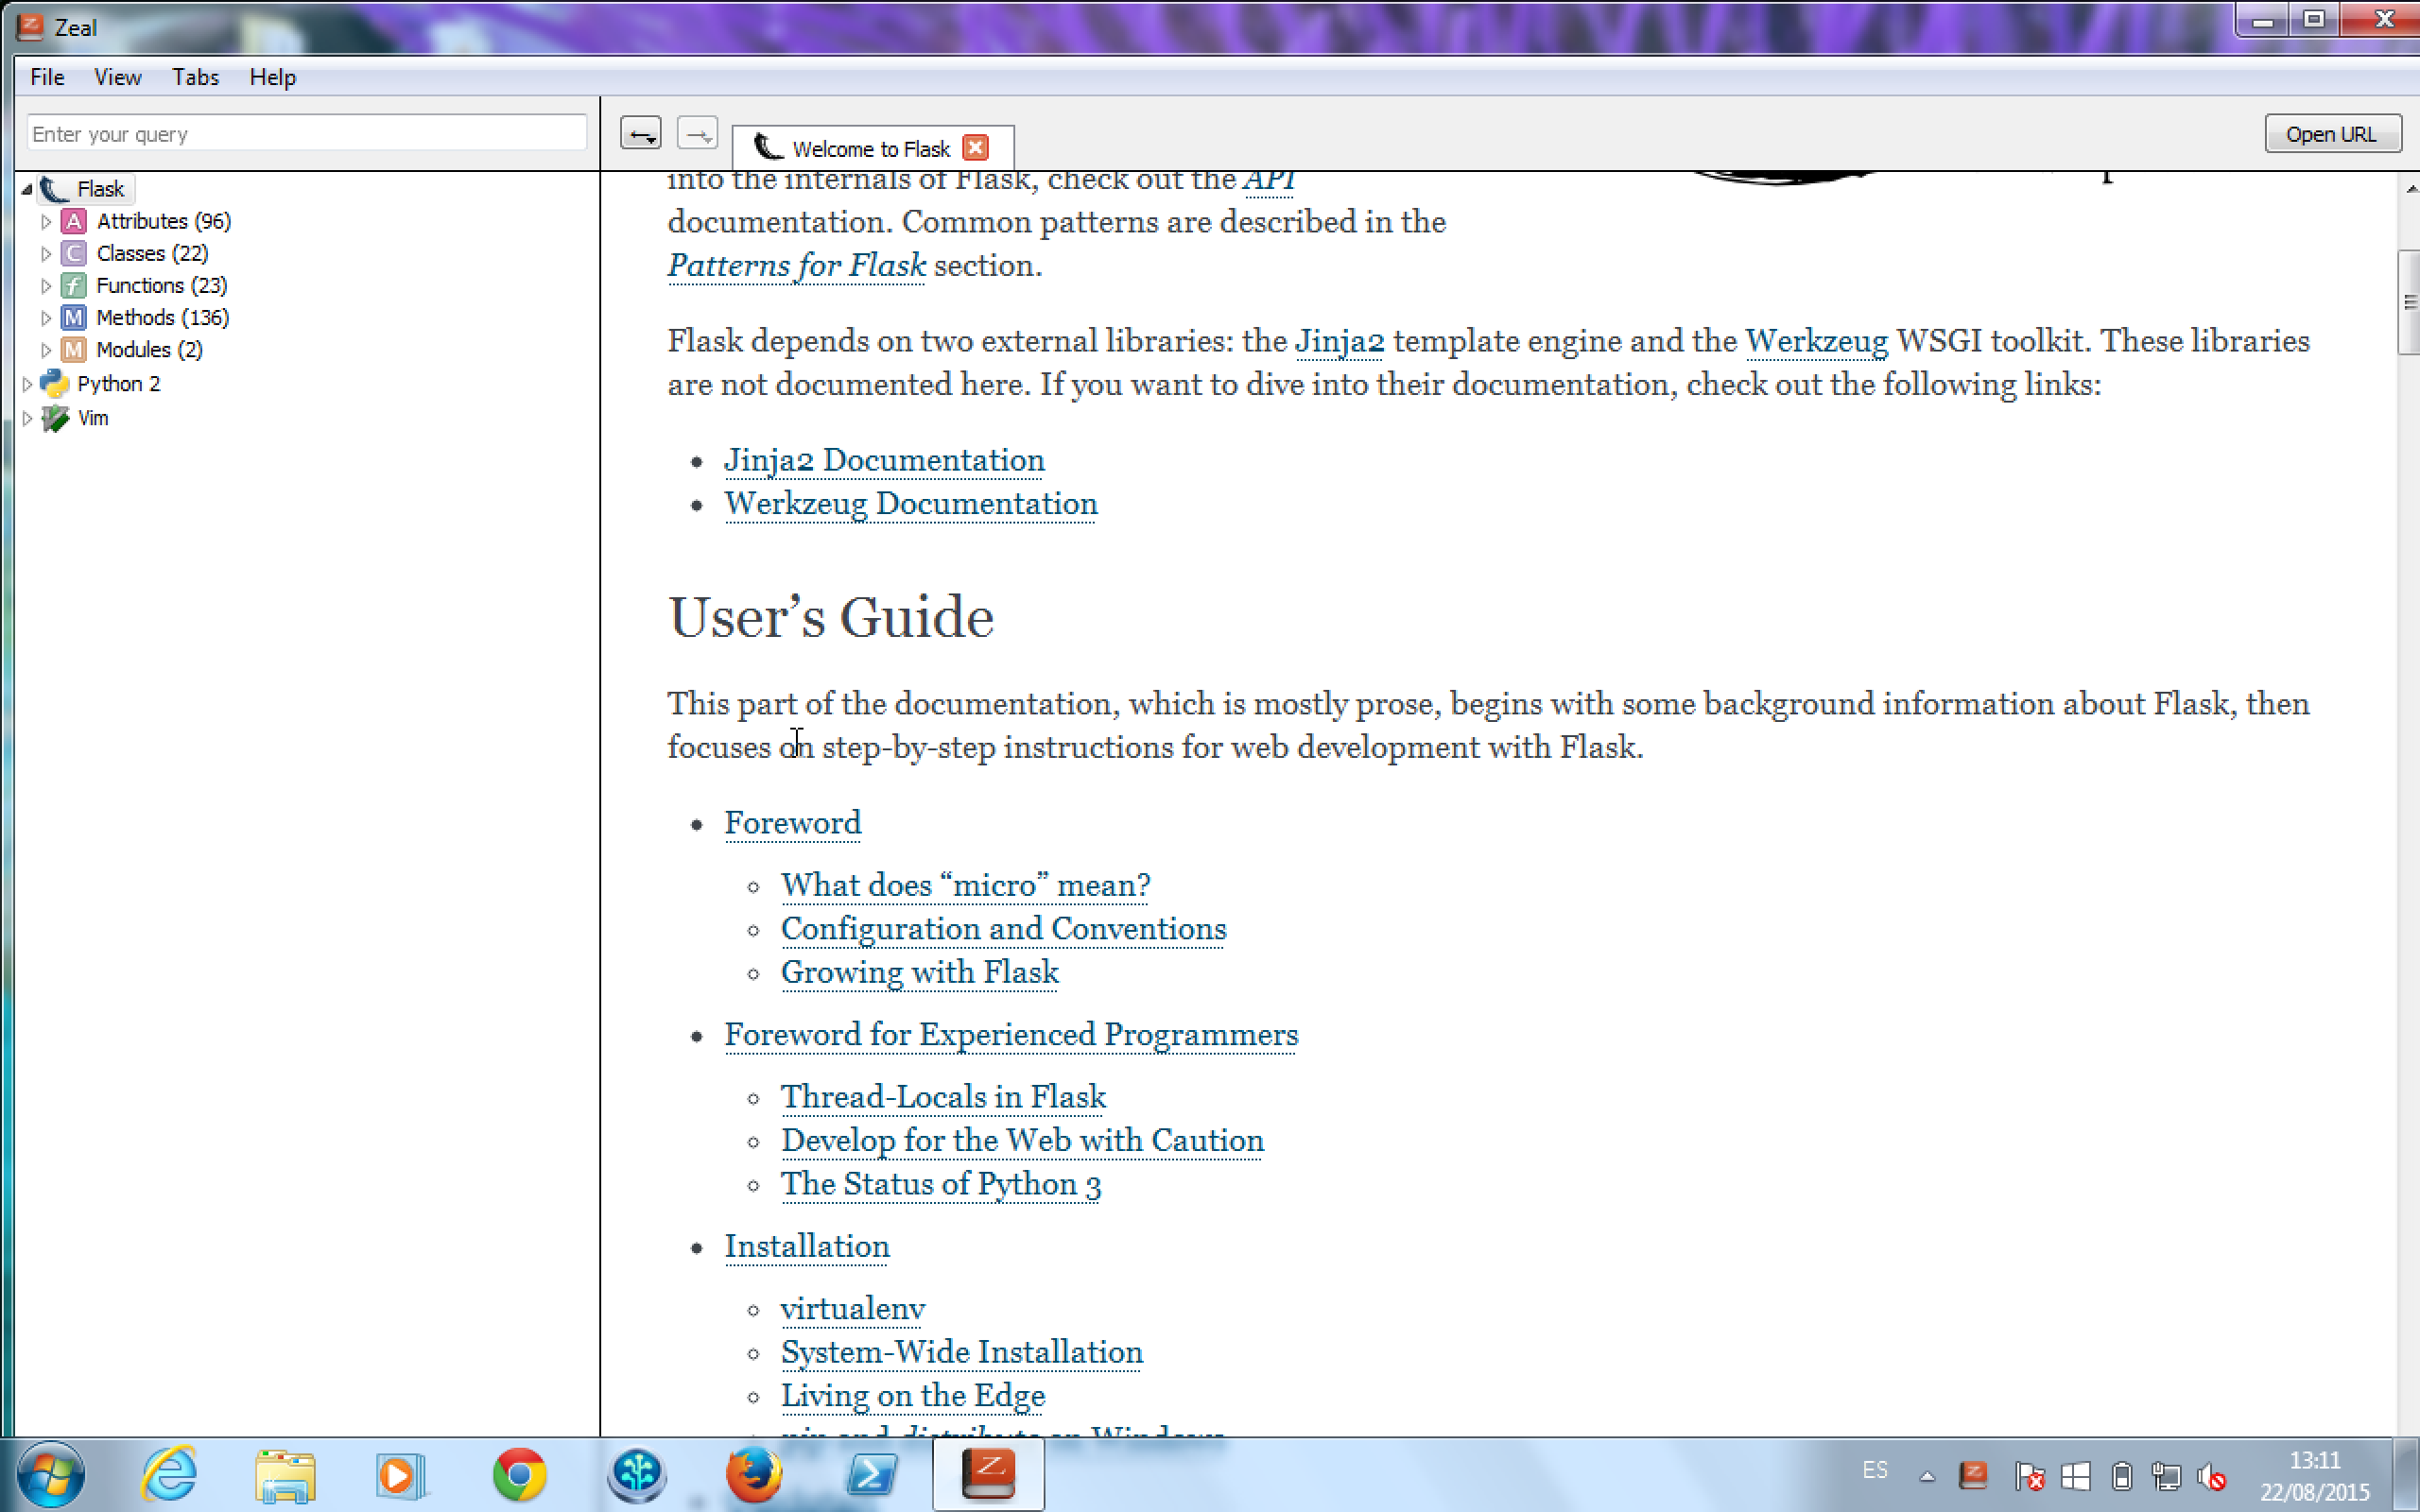 Zeal
File View Tabs Help
Enter your query
Welcome to Flask
Open URL
Flask
Attributes (96)
Classes (22)
Functions (23)
Methods (136)
Modules (2)
Python 2
Vim
into the internals of Flask, check out the API
documentation. Common patterns are described in the
Patterns for Flask section.
Flask depends on two external libraries: the Jinja2 template engine and the Werkzeug WSGI toolkit. These libraries
are not documented here. If you want to dive into their documentation, check out the following links:
Jinja2 Documentation
Werkzeug Documentation
User’s Guide
This part of the documentation, which is mostly prose, begins with some background information about Flask, then
focuses on step-by-step instructions for web development with Flask.
Foreword
What does “micro” mean?
Configuration and Conventions
Growing with Flask
Foreword for Experienced Programmers
Thread-Locals in Flask
Develop for the Web with Caution
The Status of Python 3
Installation
virtualenv
System-Wide Installation
Living on the Edge
pip and distribute on Windows
ES
13:11
22/08/2015